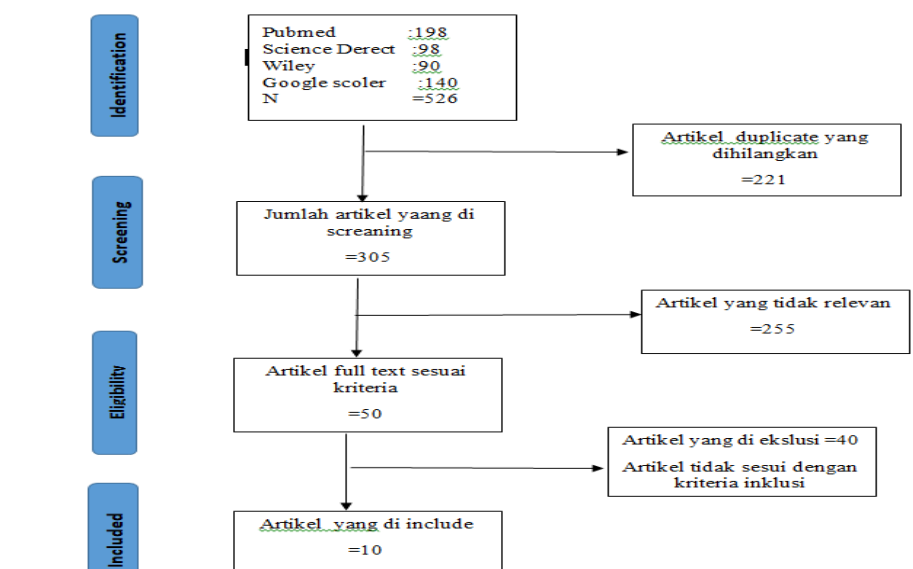 Identification
Pubmed :198
Science Derect :98
Wiley :90
Google scoler :140
N =526
Artikel duplicate yang
dihilangkan
=221
Screening
Jumlah artikel yaang di
screaning
=305
Artikel yang tidak relevan
=255
Eligibility
Artikel full text sesuai
kriteria
=50
Artikel yang di ekslusi =40
Artikel tidak sesui dengan
kriteria inklusi
Included
Artikel yang di include
=10